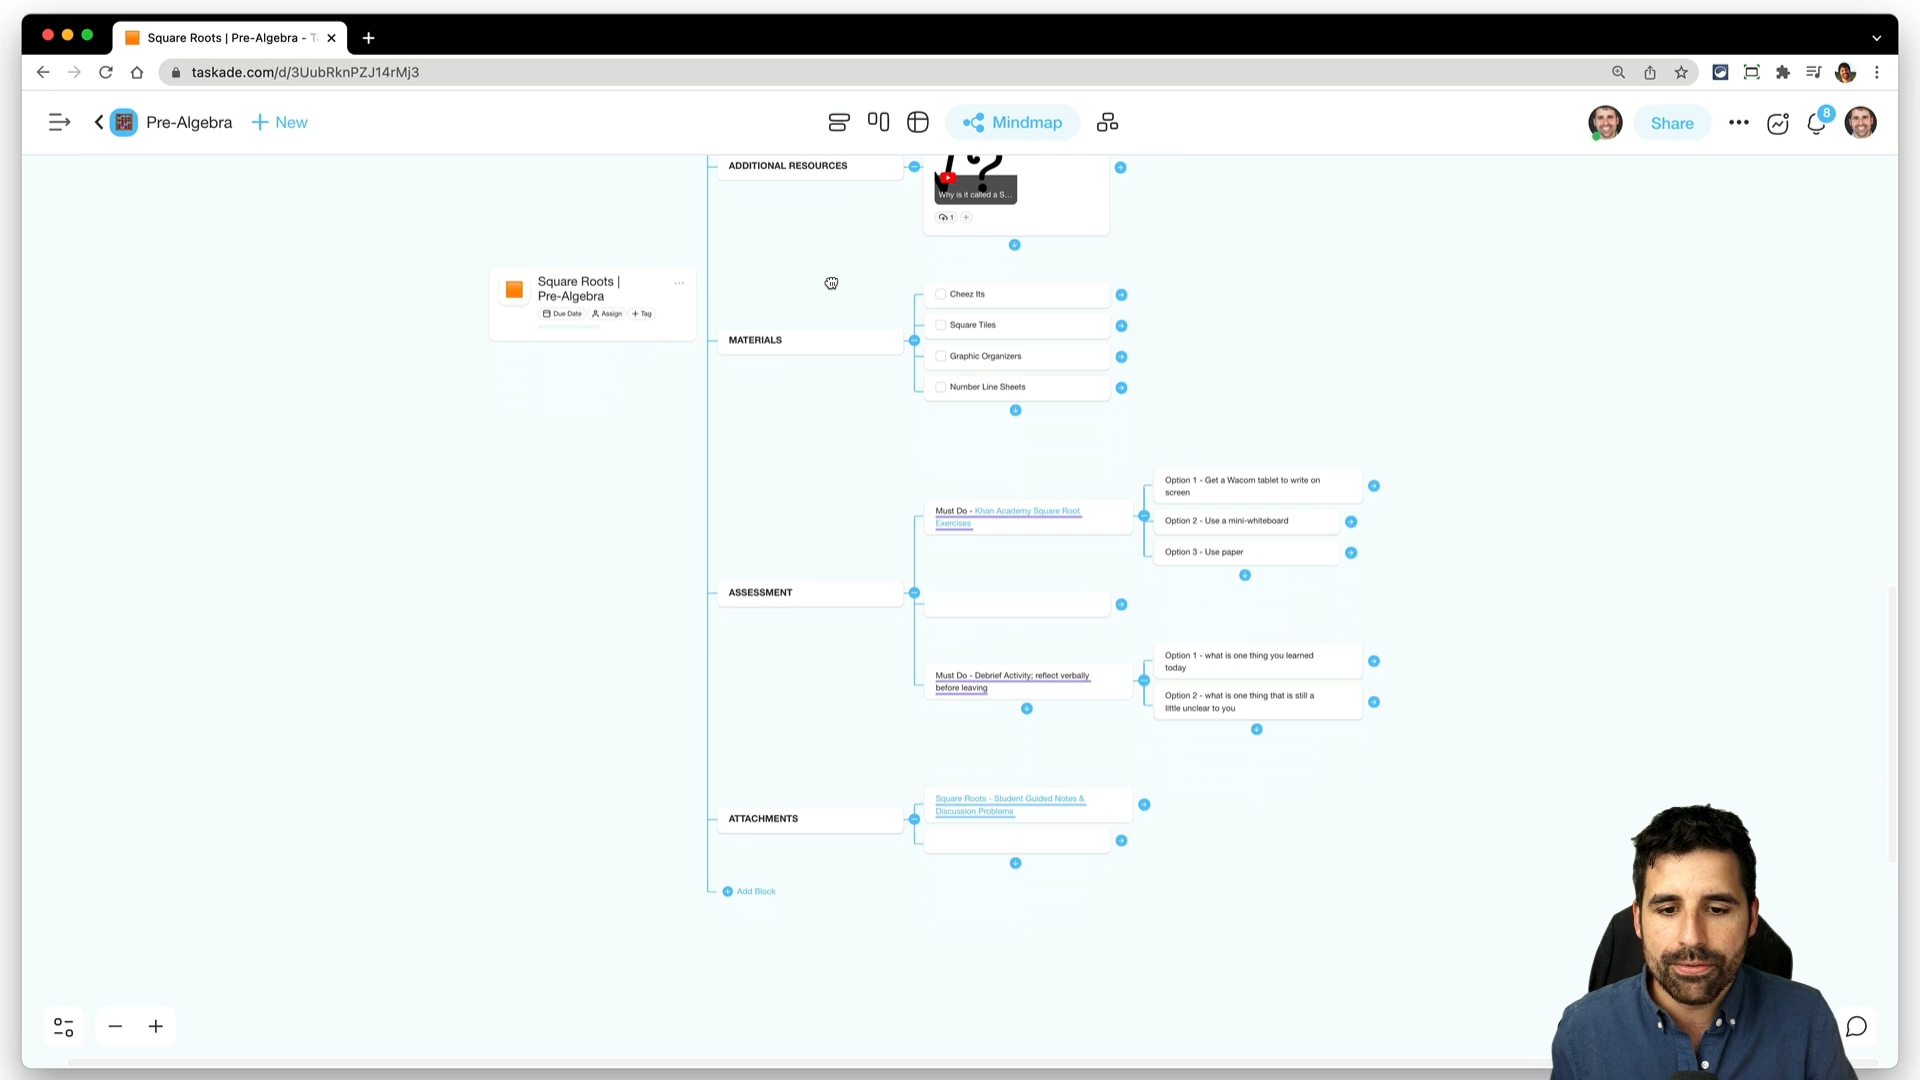 Square Roots | Pre-Algebra - T
taskade.com/d/3UubRknPZJ14rMj3
Pre-Algebra
New
Mindmap
Share
8
ADDITIONAL RESOURCES
Why is it called a S...
1
Square Roots |
Pre-Algebra
Due Date
Assign
Tag
MATERIALS
Cheez Its
Square Tiles
Graphic Organizers
Number Line Sheets
ASSESSMENT
Must Do - Khan Academy Square Root
Exercises
Option 1 - Get a Wacom tablet to write on
screen
Option 2 - Use a mini-whiteboard
Option 3 - Use paper
Must Do - Debrief Activity; reflect verbally
before leaving
Option 1 - what is one thing you learned
today
Option 2 - what is one thing that is still a
little unclear to you
ATTACHMENTS
Square Roots - Student Guided Notes &
Discussion Problems
Add Block